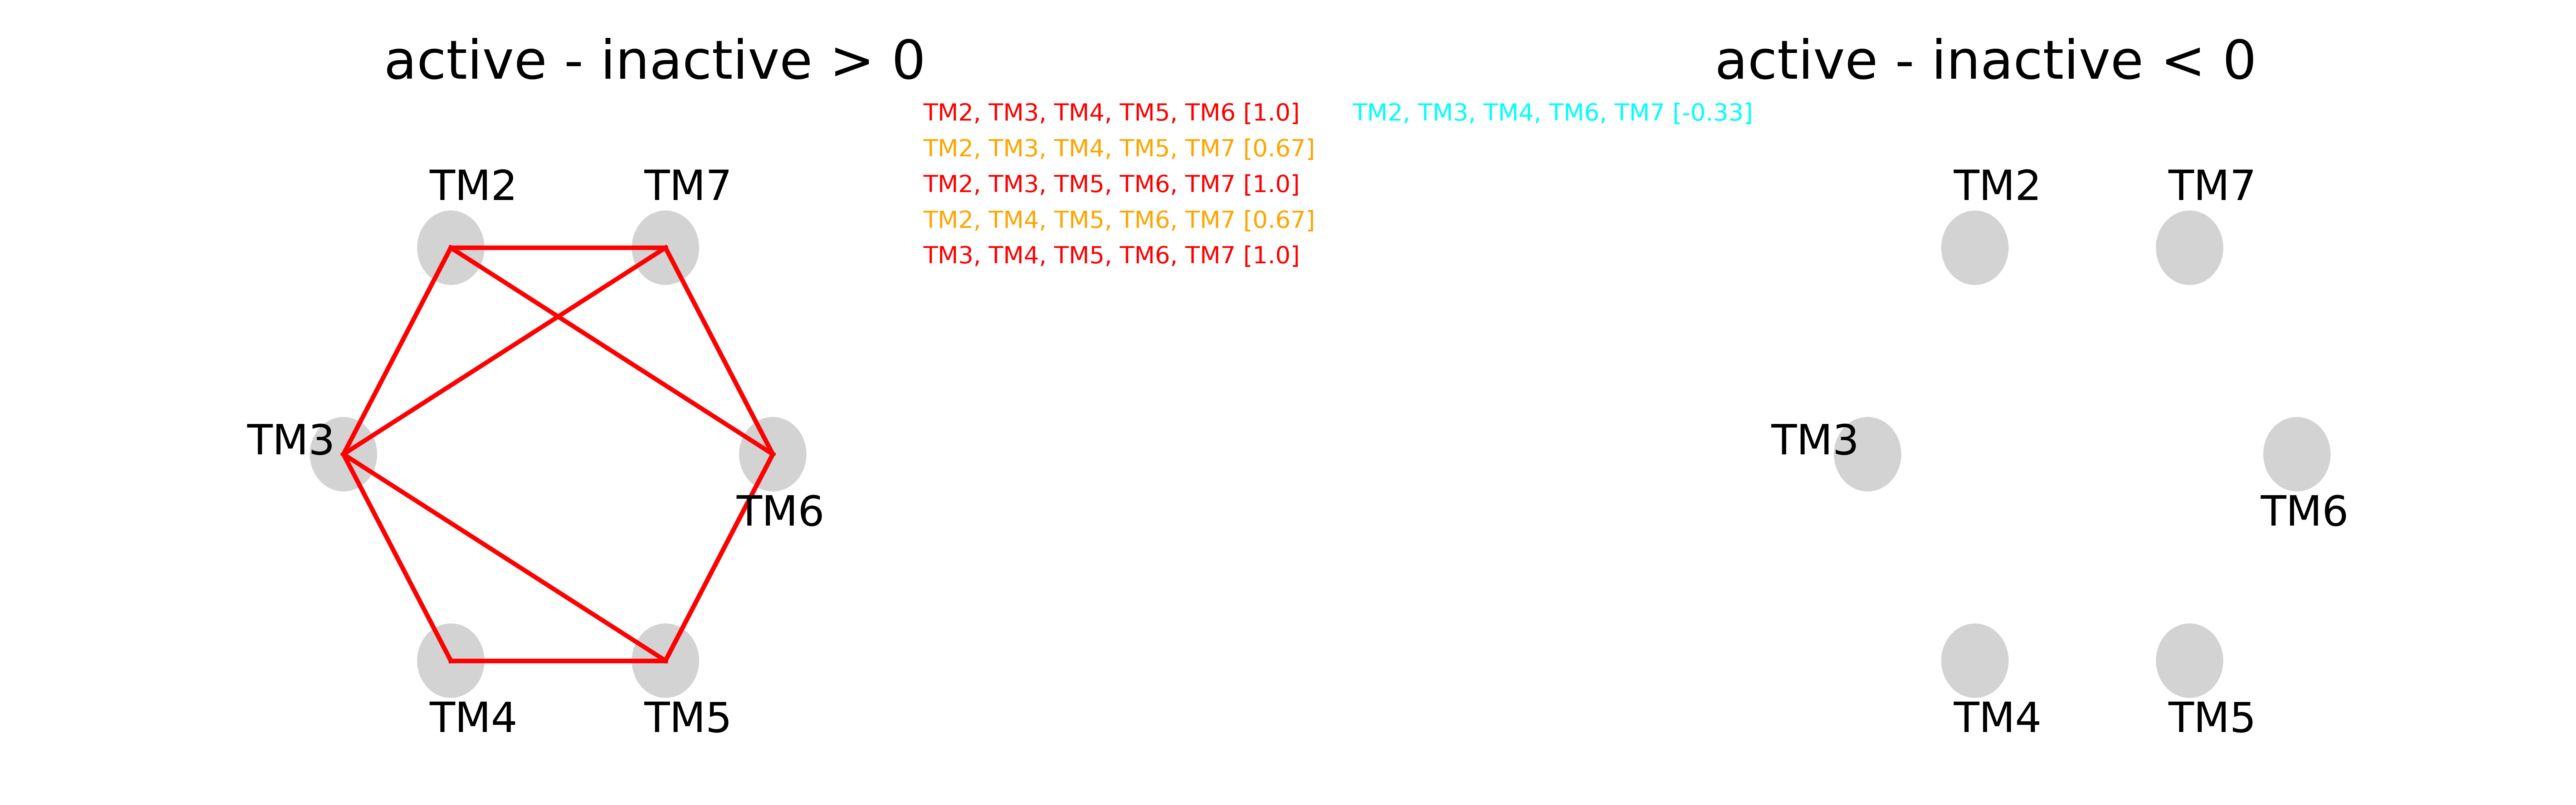 active - inactive > 0
TM2, TM3, TM4, TM5, TM6 [1.0]
TM2, TM3, TM4, TM5, TM7 [0.67]
TM2, TM3, TM5, TM6, TM7 [1.0]
TM2, TM4, TM5, TM6, TM7 [0.67]
TM3, TM4, TM5, TM6, TM7 [1.0]
TM2
TM7
TM3
TM6
TM4
TM5
active - inactive < 0
TM2, TM3, TM4, TM6, TM7 [-0.33]
TM2
TM7
TM3
TM6
TM4
TM5